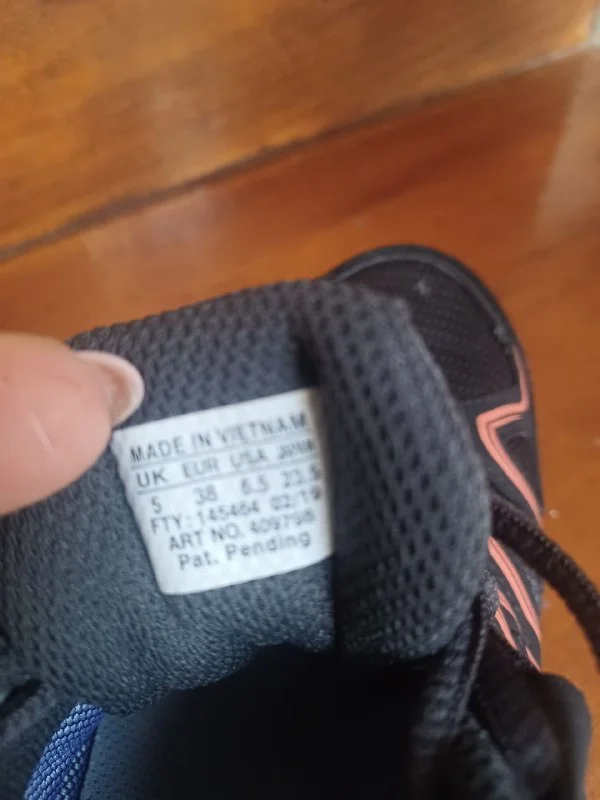 MADE IN VIETNAM
UK EUR USA
5 38 6.5 23.5
FTY: 145464 02/19
ART NO. 409798
Pat. Pending